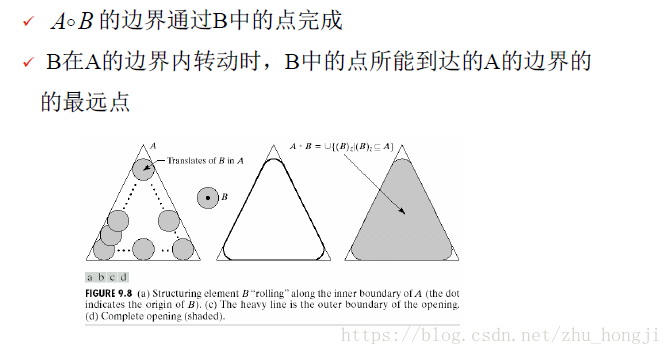 ✓ A∘B 的边界通过B中的点完成
✓ B在A的边界内转动时，B中的点所能到达的A的边界的
的最远点
A
Translates of B in A
B
A ∘ B = ∪{(B)z|(B)z ⊆ A}
a b c d
FIGURE 9.8 (a) Structuring element B “rolling” along the inner boundary of A (the dot
indicates the origin of B). (c) The heavy line is the outer boundary of the opening.
(d) Complete opening (shaded).
https://blog.csdn.net/zhu_hongji